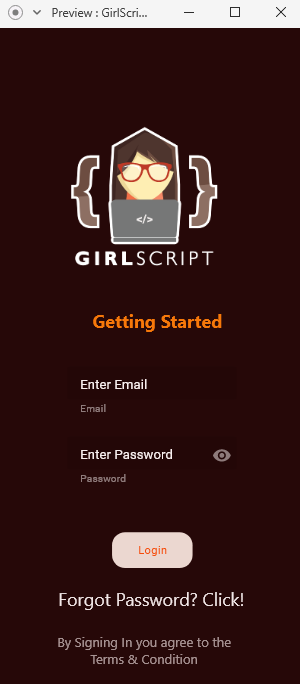 Preview : GirlScri...
</>
GIRLSCRIPT
Getting Started
Enter Email
Email
Enter Password
Password
Login
Forgot Password? Click!
By Signing In you agree to the
Terms & Condition